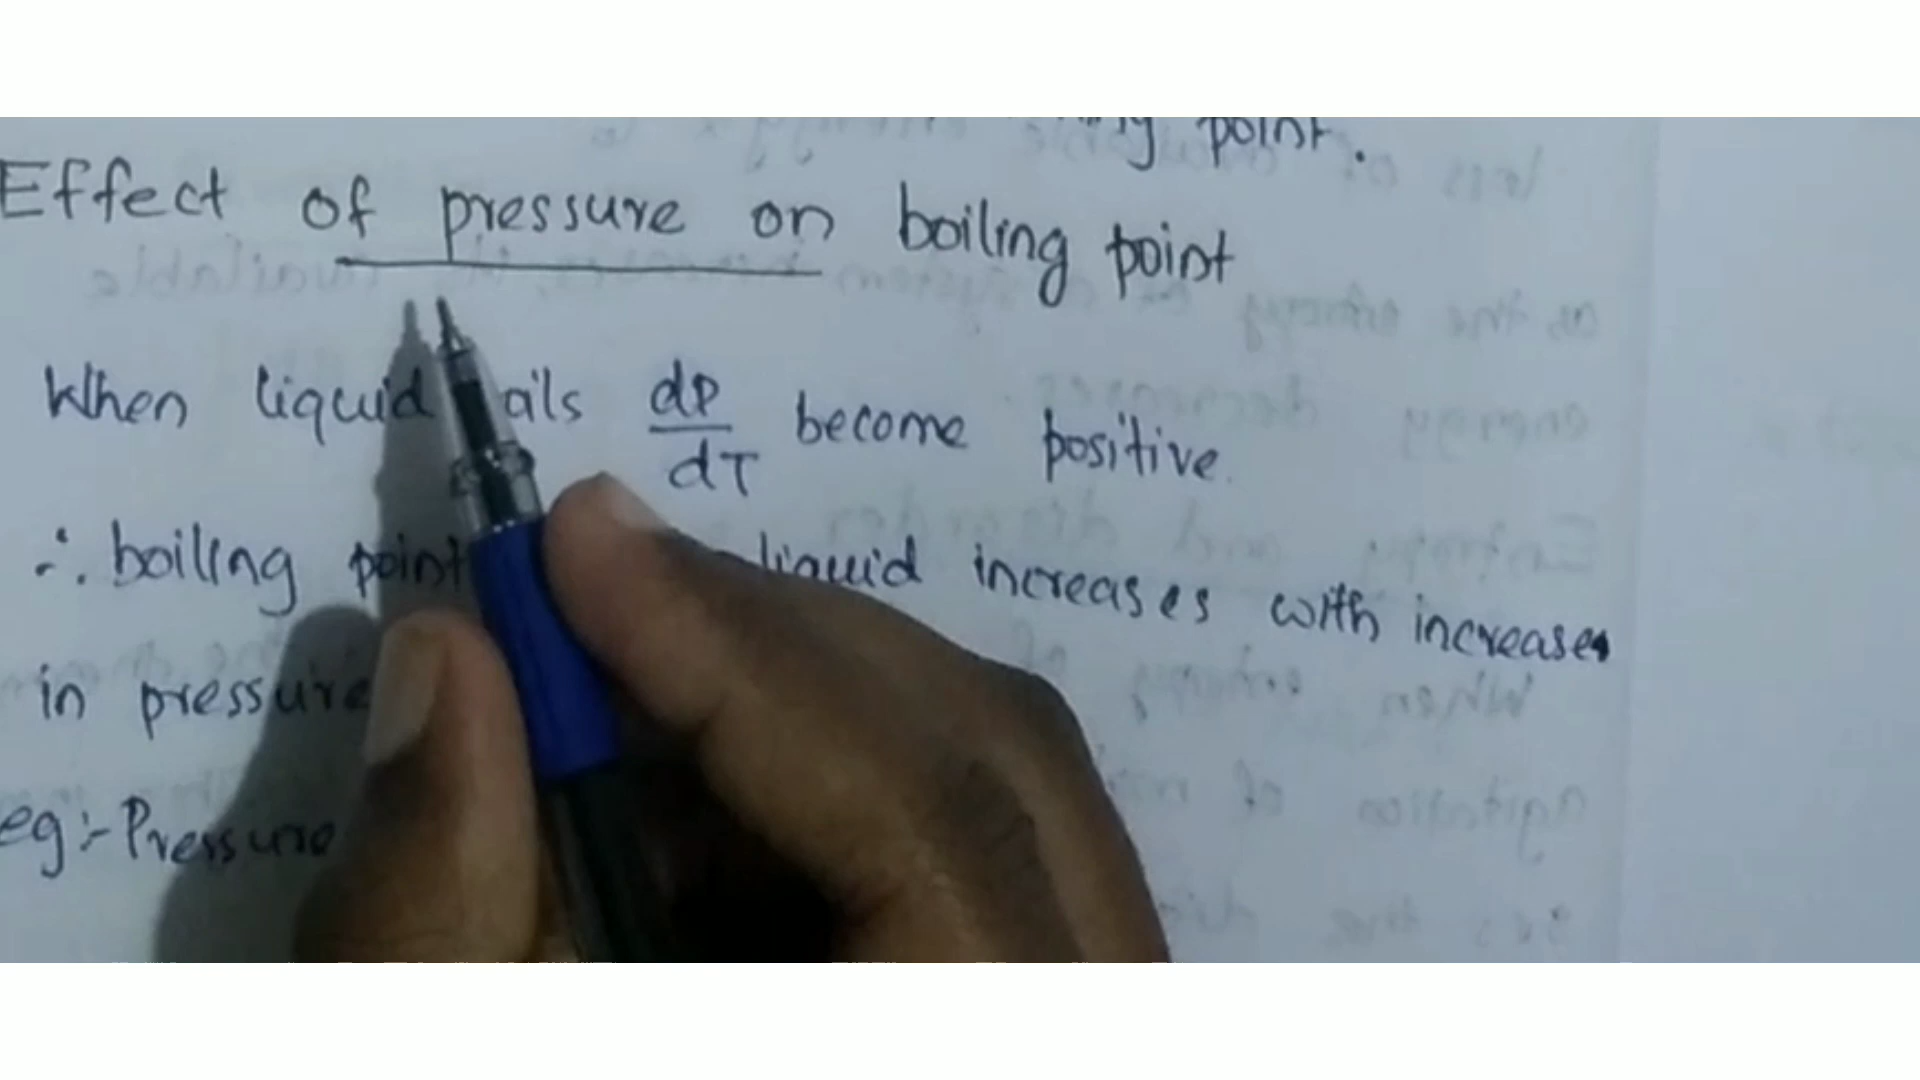 point.
Effect of pressure on boiling point
When liquid dP/dT become positive.
∴ boiling point liquid increases with increases
in pressure
eg:- Pressure